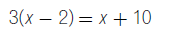 3(x – 2) = x + 10